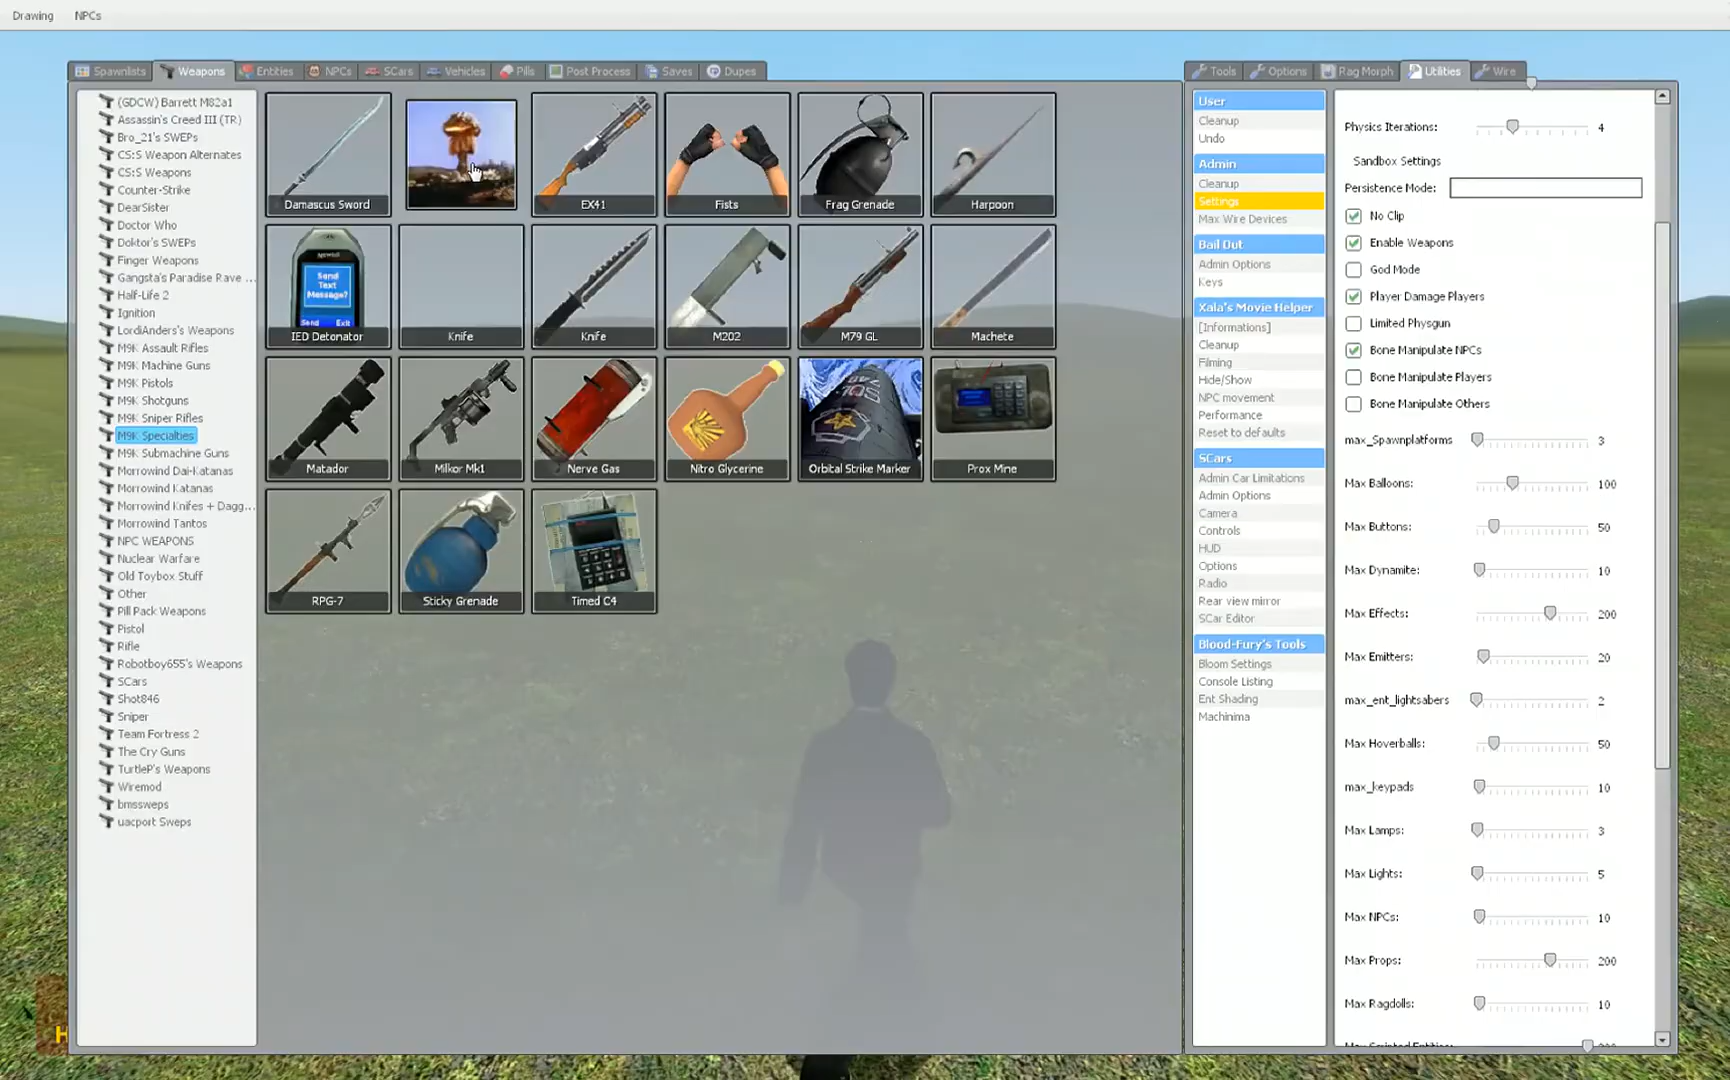 Drawing NPCs
Spawnlists Weapons Entities NPCs SCars Vehicles Pills Post Process Saves Dupes
(GDCW) Barrett M82a1
Assassin's Creed III (TR)
Bro_21's SWEPs
CS:S Weapon Alternates
CS:S Weapons
Counter-Strike
DearSister
Doctor Who
Doktor's SWEPs
Finger Weapons
Gangsta's Paradise Rave ...
Half-Life 2
Ignition
LordiAnders's Weapons
M9K Assault Rifles
M9K Machine Guns
M9K Pistols
M9K Shotguns
M9K Sniper Rifles
M9K Specialties
M9K Submachine Guns
Morrowind Dai-Katanas
Morrowind Katanas
Morrowind Knifes + Dagg...
Morrowind Tantos
NPC WEAPONS
Nuclear Warfare
Old Toybox Stuff
Other
Pill Pack Weapons
Pistol
Rifle
Robotboy655's Weapons
SCars
Shot846
Sniper
Team Fortress 2
The Cry Guns
TurtleP's Weapons
Wiremod
bmssweps
uacport Sweps
Damascus Sword
EX41
Fists
Frag Grenade
Harpoon
Send
Text
Message?
Send Exit
IED Detonator
Knife
Knife
M202
M79 GL
Machete
Matador
Milkor Mk1
Nerve Gas
Nitro Glycerine
Orbital Strike Marker
Prox Mine
RPG-7
Sticky Grenade
Timed C4
Tools Options Rag Morph Utilities Wire
User
Cleanup
Undo
Admin
Cleanup
Settings
Max Wire Devices
Bail Out
Admin Options
Keys
Xala's Movie Helper
[Informations]
Cleanup
Filming
Hide/Show
NPC movement
Performance
Reset to defaults
SCars
Admin Car Limitations
Admin Options
Camera
Controls
HUD
Options
Radio
Rear view mirror
SCar Editor
Blood-Fury's Tools
Bloom Settings
Console Listing
Ent Shading
Machinima
Physics Iterations: 4
Sandbox Settings
Persistence Mode:
No Clip
Enable Weapons
God Mode
Player Damage Players
Limited Physgun
Bone Manipulate NPCs
Bone Manipulate Players
Bone Manipulate Others
max_Spawnplatforms 3
Max Balloons: 100
Max Buttons: 50
Max Dynamite: 10
Max Effects: 200
Max Emitters: 20
max_ent_lightsabers 2
Max Hoverballs: 50
max_keypads 10
Max Lamps: 3
Max Lights: 5
Max NPCs: 10
Max Props: 200
Max Ragdolls: 10
H